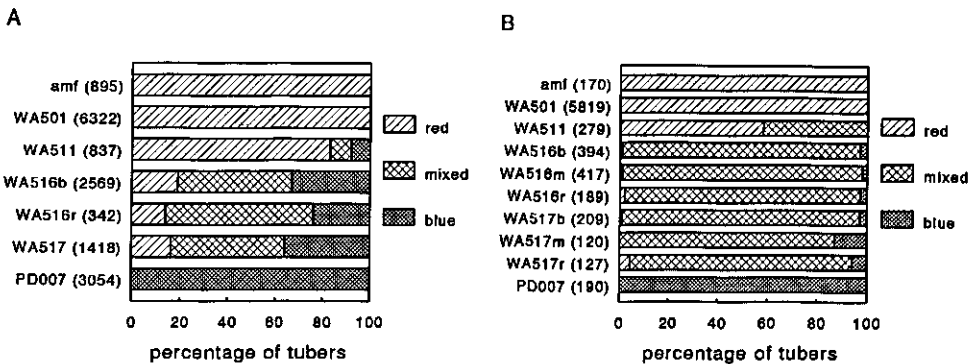 A
amf (895)
WA501 (6322)
WA511 (837)
WA516b (2569)
WA516r (342)
WA517 (1418)
PD007 (3054)
0 20 40 60 80 100
percentage of tubers
red
mixed
blue
B
amf (170)
WA501 (5819)
WA511 (279)
WA516b (394)
WA516m (417)
WA516r (189)
WA517b (209)
WA517m (120)
WA517r (127)
PD007 (190)
0 20 40 60 80 100
percentage of tubers
red
mixed
blue